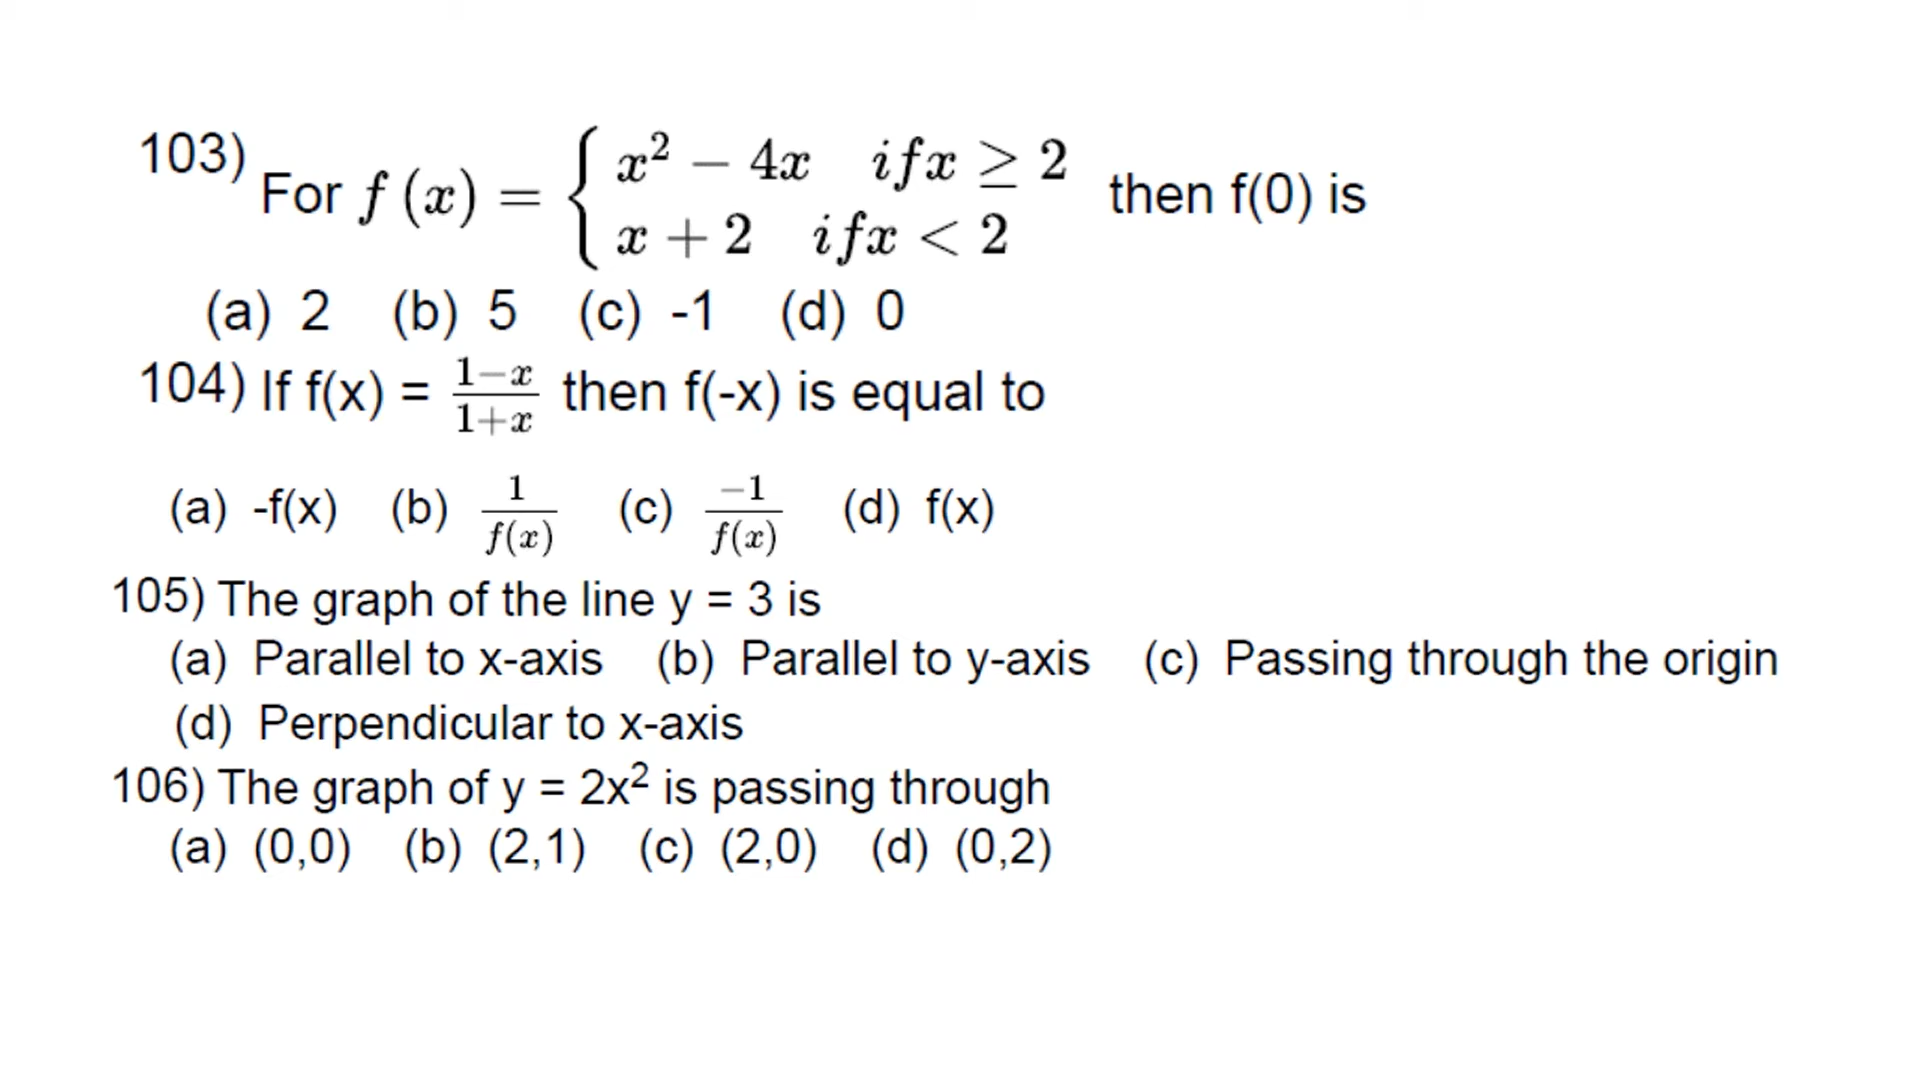 103) For f (x) = { x² − 4x ifx ≥ 2
x + 2 ifx < 2 then f(0) is
(a) 2 (b) 5 (c) -1 (d) 0
104) If f(x) = (1−x)/(1+x) then f(-x) is equal to
(a) -f(x) (b) 1/f(x) (c) −1/f(x) (d) f(x)
105) The graph of the line y = 3 is
(a) Parallel to x-axis (b) Parallel to y-axis (c) Passing through the origin
(d) Perpendicular to x-axis
106) The graph of y = 2x² is passing through
(a) (0,0) (b) (2,1) (c) (2,0) (d) (0,2)